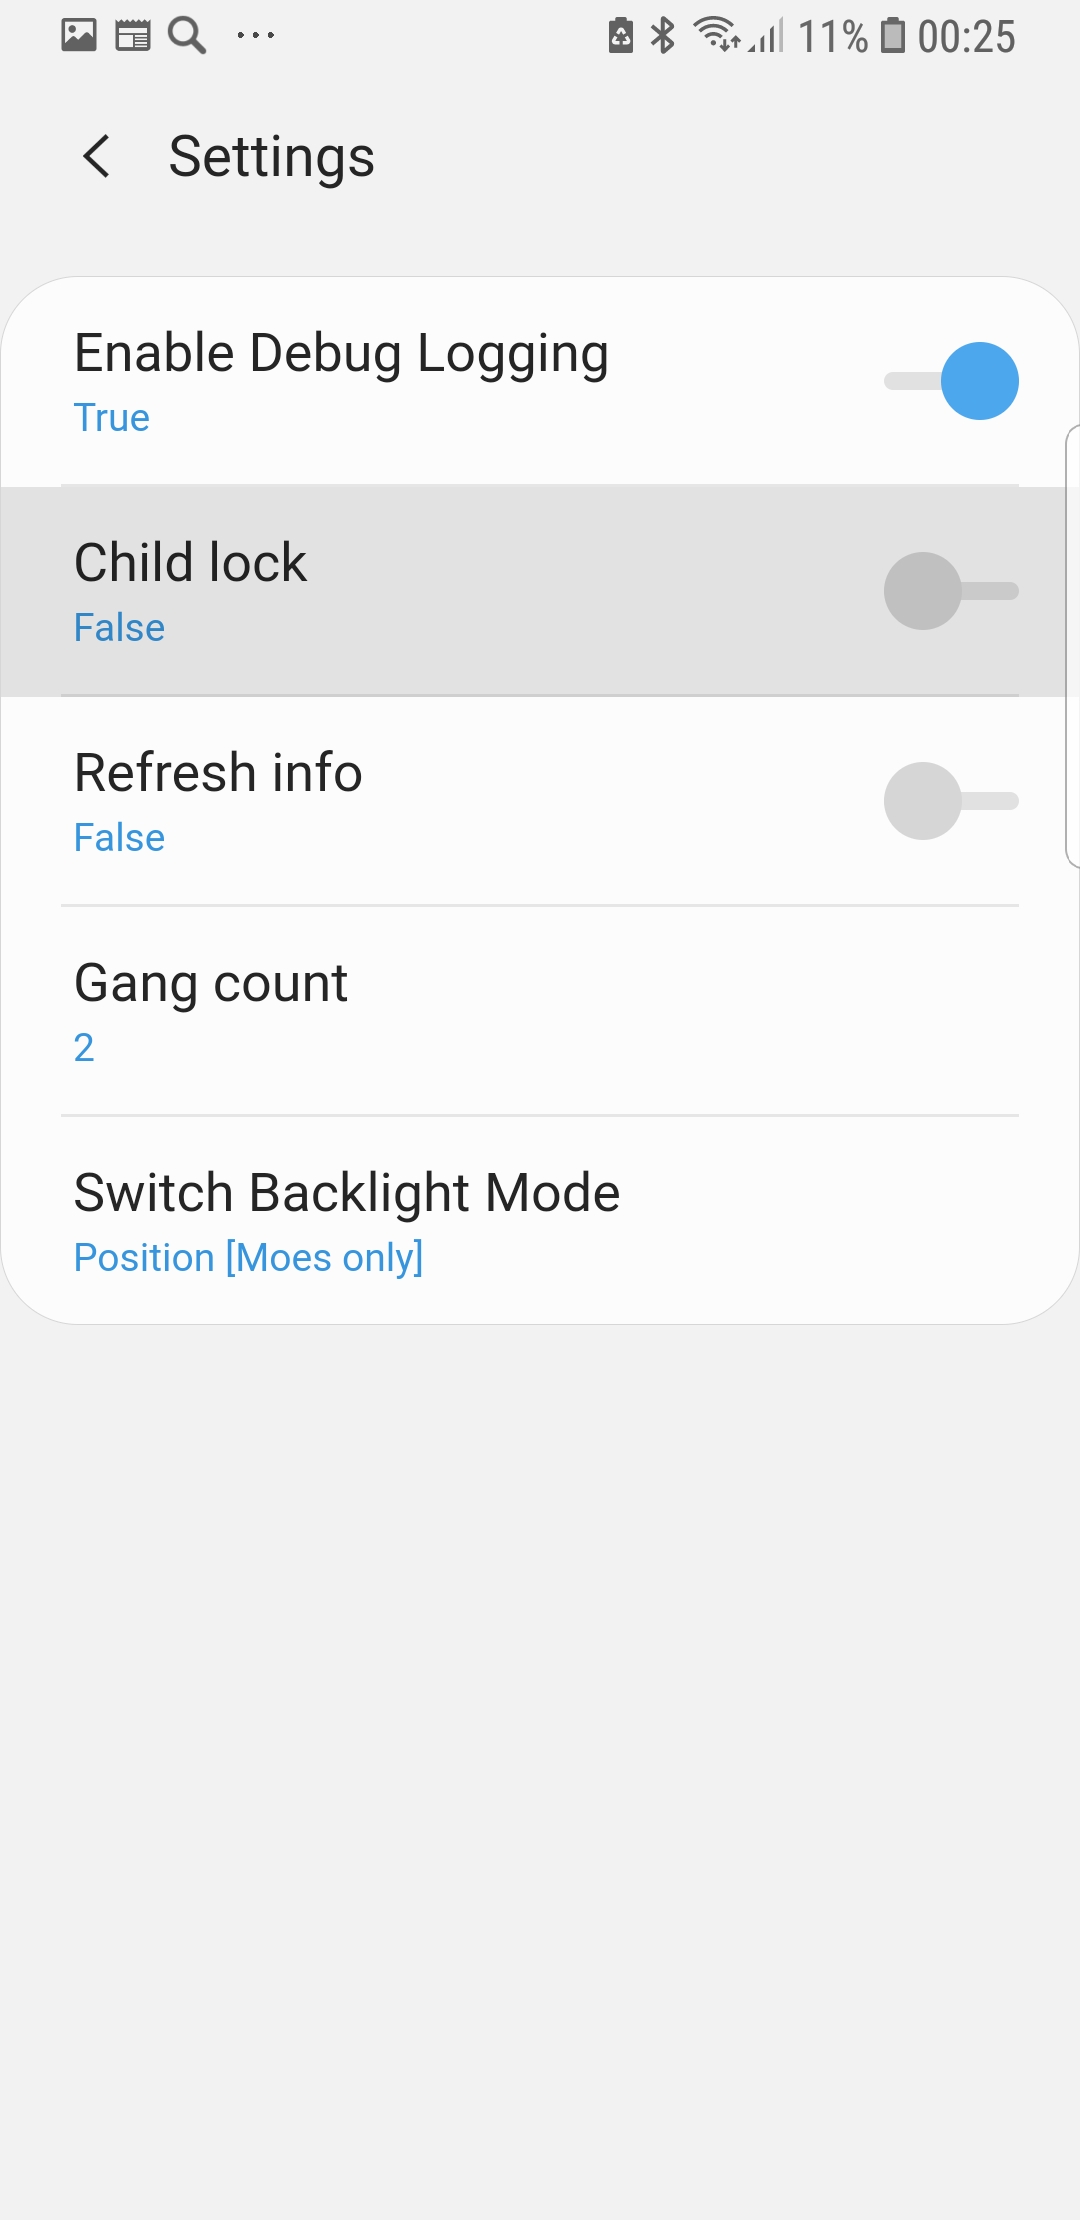 11% 00:25
Settings
Enable Debug Logging
True
Child lock
False
Refresh info
False
Gang count
2
Switch Backlight Mode
Position [Moes only]